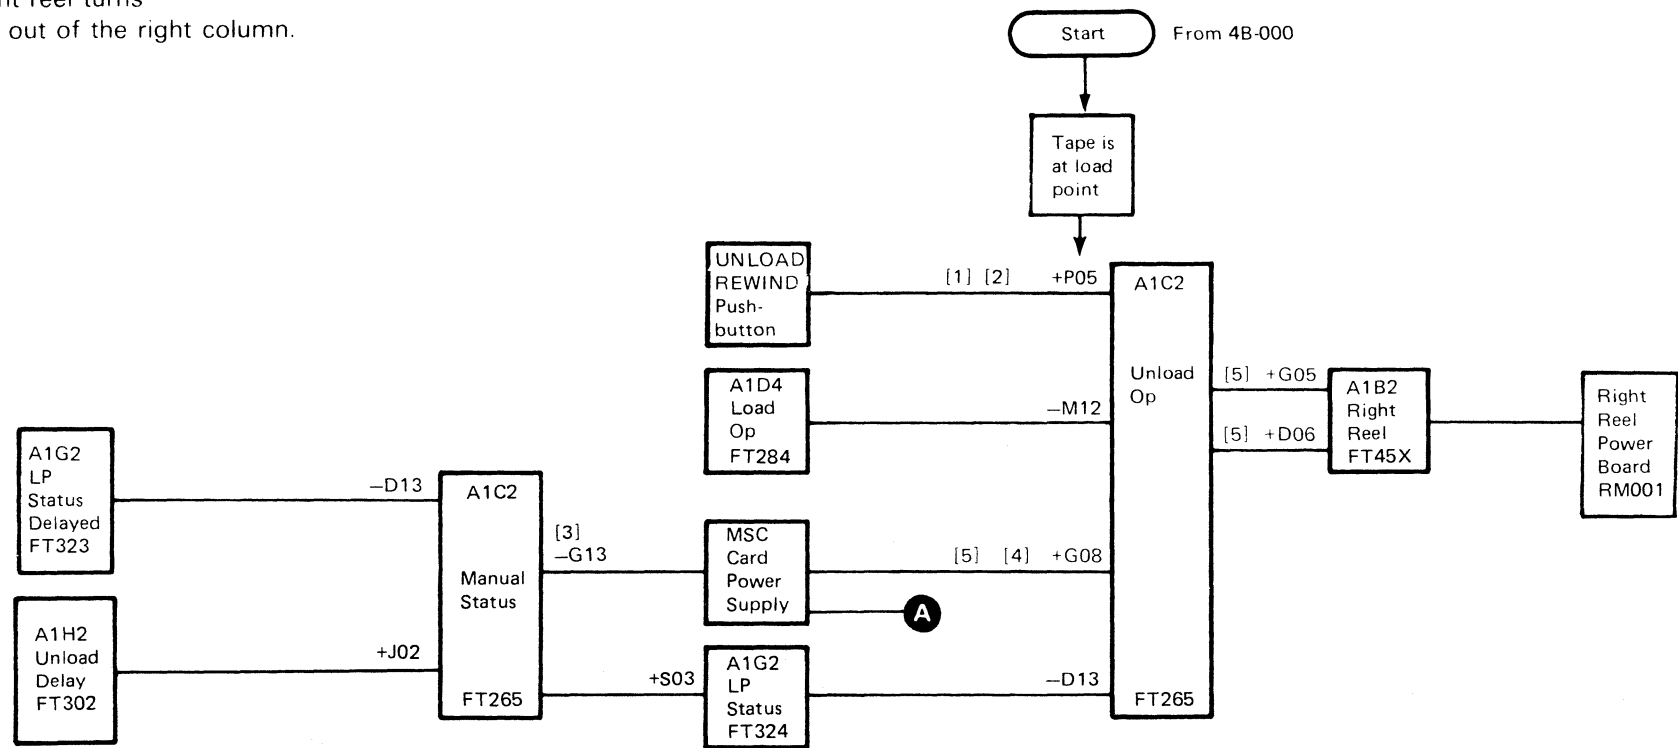 nt reel turns
out of the right column.
Start
From 4B-000
Tape is
at load
point
UNLOAD
REWIND
Push-
button
[1] [2] +P05
A1D4
Load
Op
FT284
—M12
A1C2
Unload
Op
FT265
[5] +G05
[5] +D06
A1B2
Right
Reel
FT45X
Right
Reel
Power
Board
RM001
A1G2
LP
Status
Delayed
FT323
—D13
A1H2
Unload
Delay
FT302
+J02
A1C2
Manual
Status
FT265
[3]
—G13
+S03
MSC
Card
Power
Supply
[5] [4] +G08
A
A1G2
LP
Status
FT324
—D13